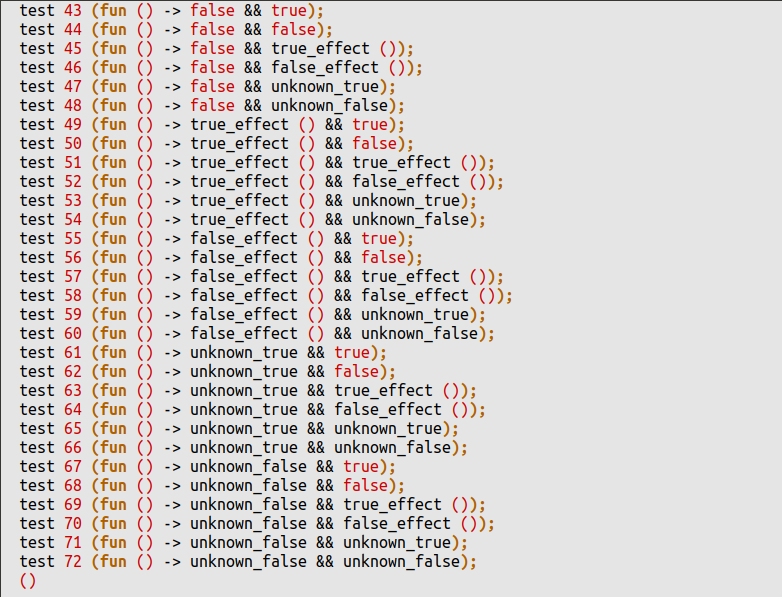 test 43 (fun () -> false && true);
test 44 (fun () -> false && false);
test 45 (fun () -> false && true_effect ());
test 46 (fun () -> false && false_effect ());
test 47 (fun () -> false && unknown_true);
test 48 (fun () -> false && unknown_false);
test 49 (fun () -> true_effect () && true);
test 50 (fun () -> true_effect () && false);
test 51 (fun () -> true_effect () && true_effect ());
test 52 (fun () -> true_effect () && false_effect ());
test 53 (fun () -> true_effect () && unknown_true);
test 54 (fun () -> true_effect () && unknown_false);
test 55 (fun () -> false_effect () && true);
test 56 (fun () -> false_effect () && false);
test 57 (fun () -> false_effect () && true_effect ());
test 58 (fun () -> false_effect () && false_effect ());
test 59 (fun () -> false_effect () && unknown_true);
test 60 (fun () -> false_effect () && unknown_false);
test 61 (fun () -> unknown_true && true);
test 62 (fun () -> unknown_true && false);
test 63 (fun () -> unknown_true && true_effect ());
test 64 (fun () -> unknown_true && false_effect ());
test 65 (fun () -> unknown_true && unknown_true);
test 66 (fun () -> unknown_true && unknown_false);
test 67 (fun () -> unknown_false && true);
test 68 (fun () -> unknown_false && false);
test 69 (fun () -> unknown_false && true_effect ());
test 70 (fun () -> unknown_false && false_effect ());
test 71 (fun () -> unknown_false && unknown_true);
test 72 (fun () -> unknown_false && unknown_false);
()